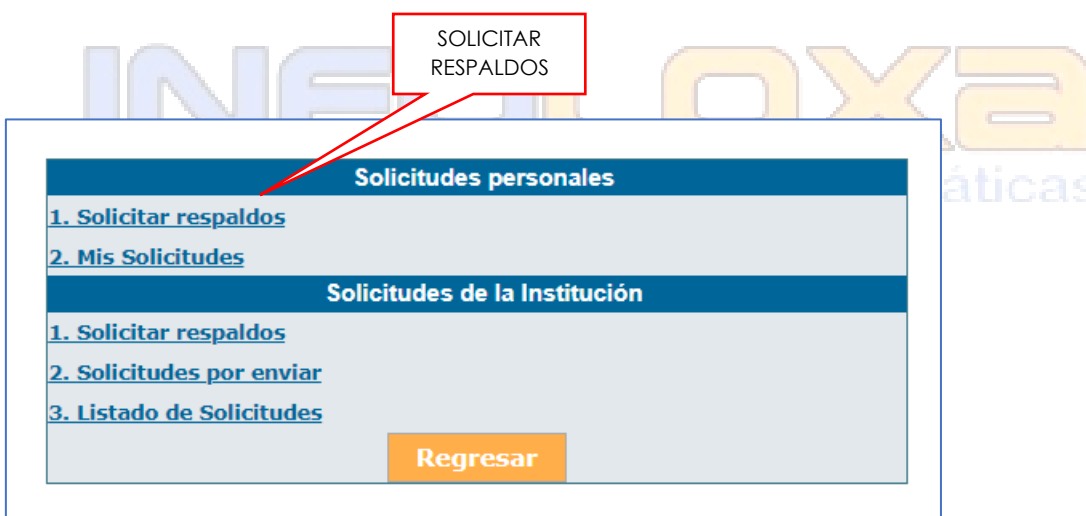 SOLICITAR
RESPALDOS
Solicitudes personales
áticas
1. Solicitar respaldos
2. Mis Solicitudes
Solicitudes de la Institución
1. Solicitar respaldos
2. Solicitudes por enviar
3. Listado de Solicitudes
Regresar